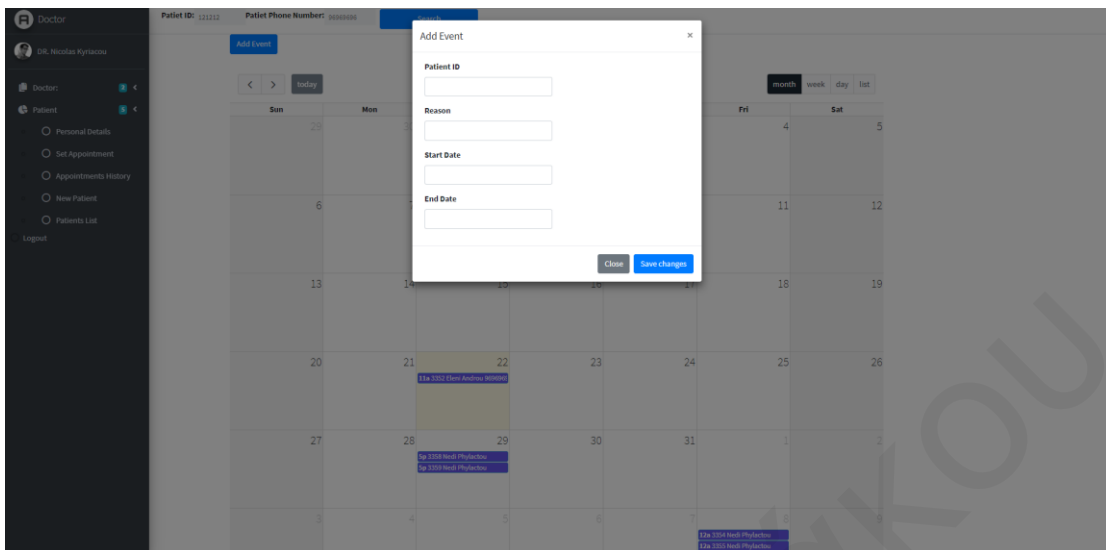 Doctor
Patiet ID: 121212 Patiet Phone Number: 96969696 Search
DR. Nicolas Kyriacou
Add Event
Add Event ×
Doctor:
Patient
Personal Details
Set Appointment
Appointments History
New Patient
Patients List
Logout
Patient ID
Reason
Start Date
End Date
Close Save changes
today month week day list
Sun Mon Fri Sat
29 4 5
6 11 12
13 14 15 16 17 18 19
20 21 22 23 24 25 26
11a 3352 Eleni Androu
27 28 29 30 31 1 2
5p 3358 Nedi Phylactou
5p 3359 Nedi Phylactou
3 4 5 6 7 8 9
12a 3354 Nedi Phylactou
12a 3355 Nedi Phylactou